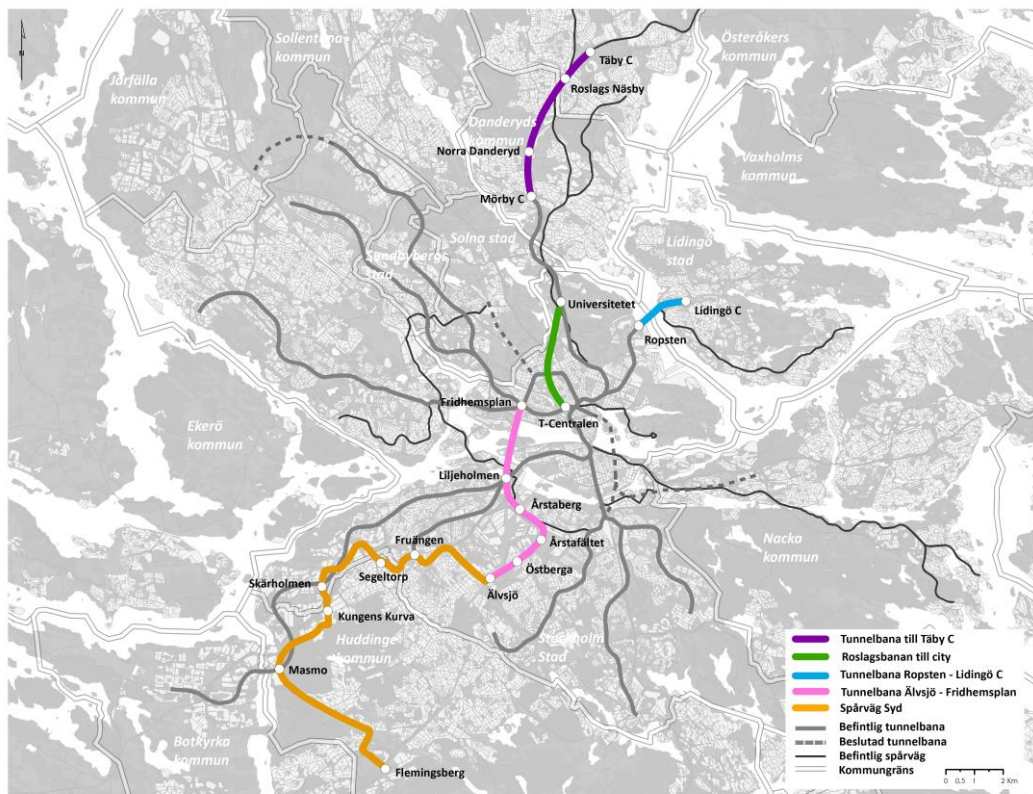 N
Sollentuna
kommun
Österåkers
kommun
Järfälla
kommun
Täby C
Roslags Näsby
Danderyds
kommun
Norra Danderyd
Vaxholms
kommun
Mörby C
Solna stad
Lidingö
stad
Sundbybergs
stad
Universitetet
Lidingö C
Ropsten
Fridhemsplan
T-Centralen
Ekerö
kommun
Liljeholmen
Årstaberg
Nacka
kommun
Årstafältet
Fruängen
Östberga
Segeltorp
Skärholmen
Älvsjö
Kungens Kurva
Huddinge
kommun
Stockholm
Stad
Masmo
Botkyrka
kommun
Flemingsberg
Tunnelbana till Täby C
Roslagsbanan till city
Tunnelbana Ropsten - Lidingö C
Tunnelbana Älvsjö - Fridhemsplan
Spårväg Syd
Befintlig tunnelbana
Beslutad tunnelbana
Befintlig spårväg
Kommungräns
0 0,5 1 2 Km